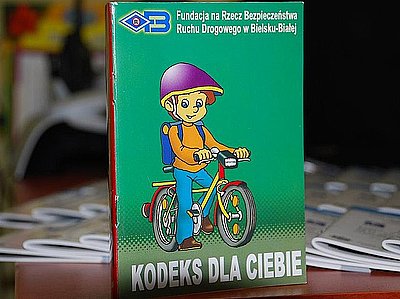 Fundacja na Rzecz Bezpieczeństwa
Ruchu Drogowego w Bielsku-Białej
KODEKS DLA CIEBIE